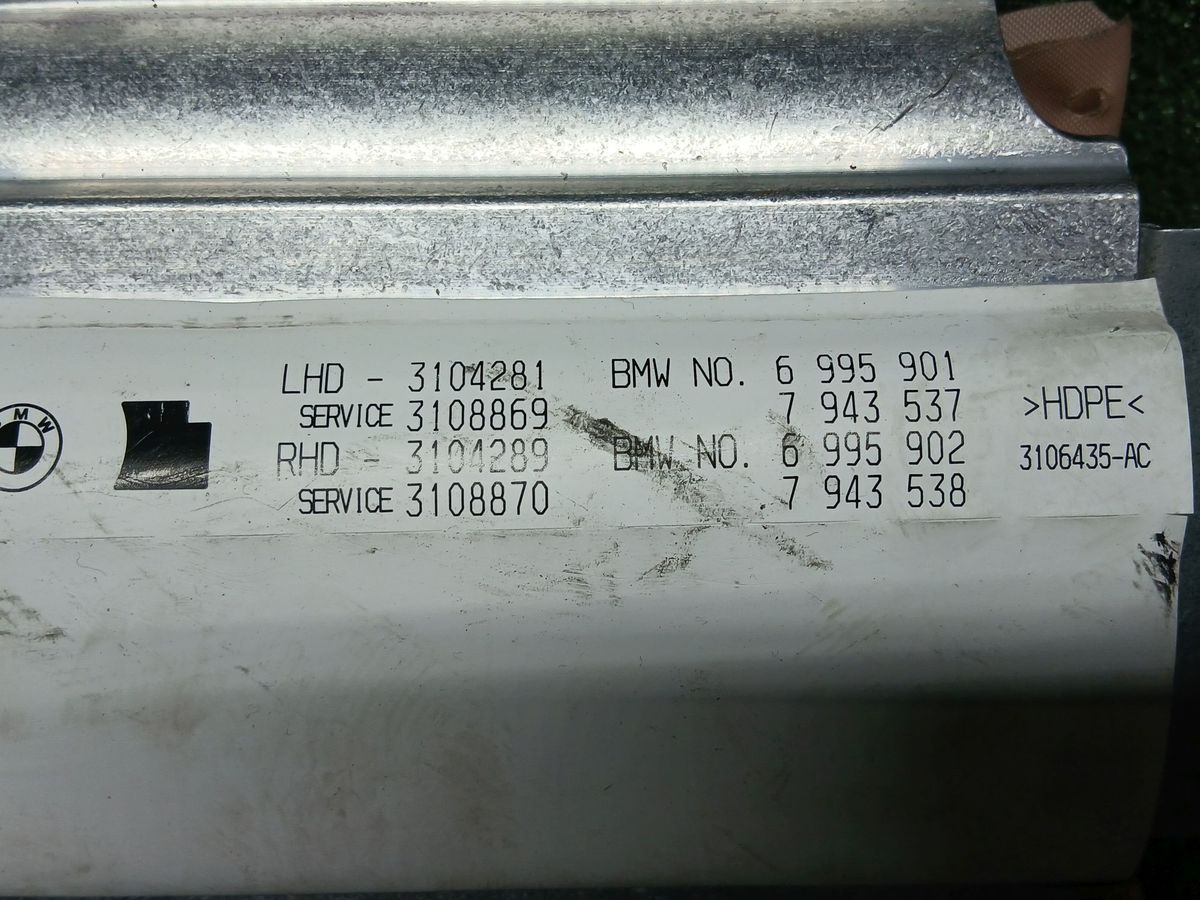 LHD - 3104281 BMW NO. 6 995 901
SERVICE 3108869 7 943 537
RHD - 3104289 BMW NO. 6 995 902
SERVICE 3108870 7 943 538
>HDPE<
3106435-AC
BMW